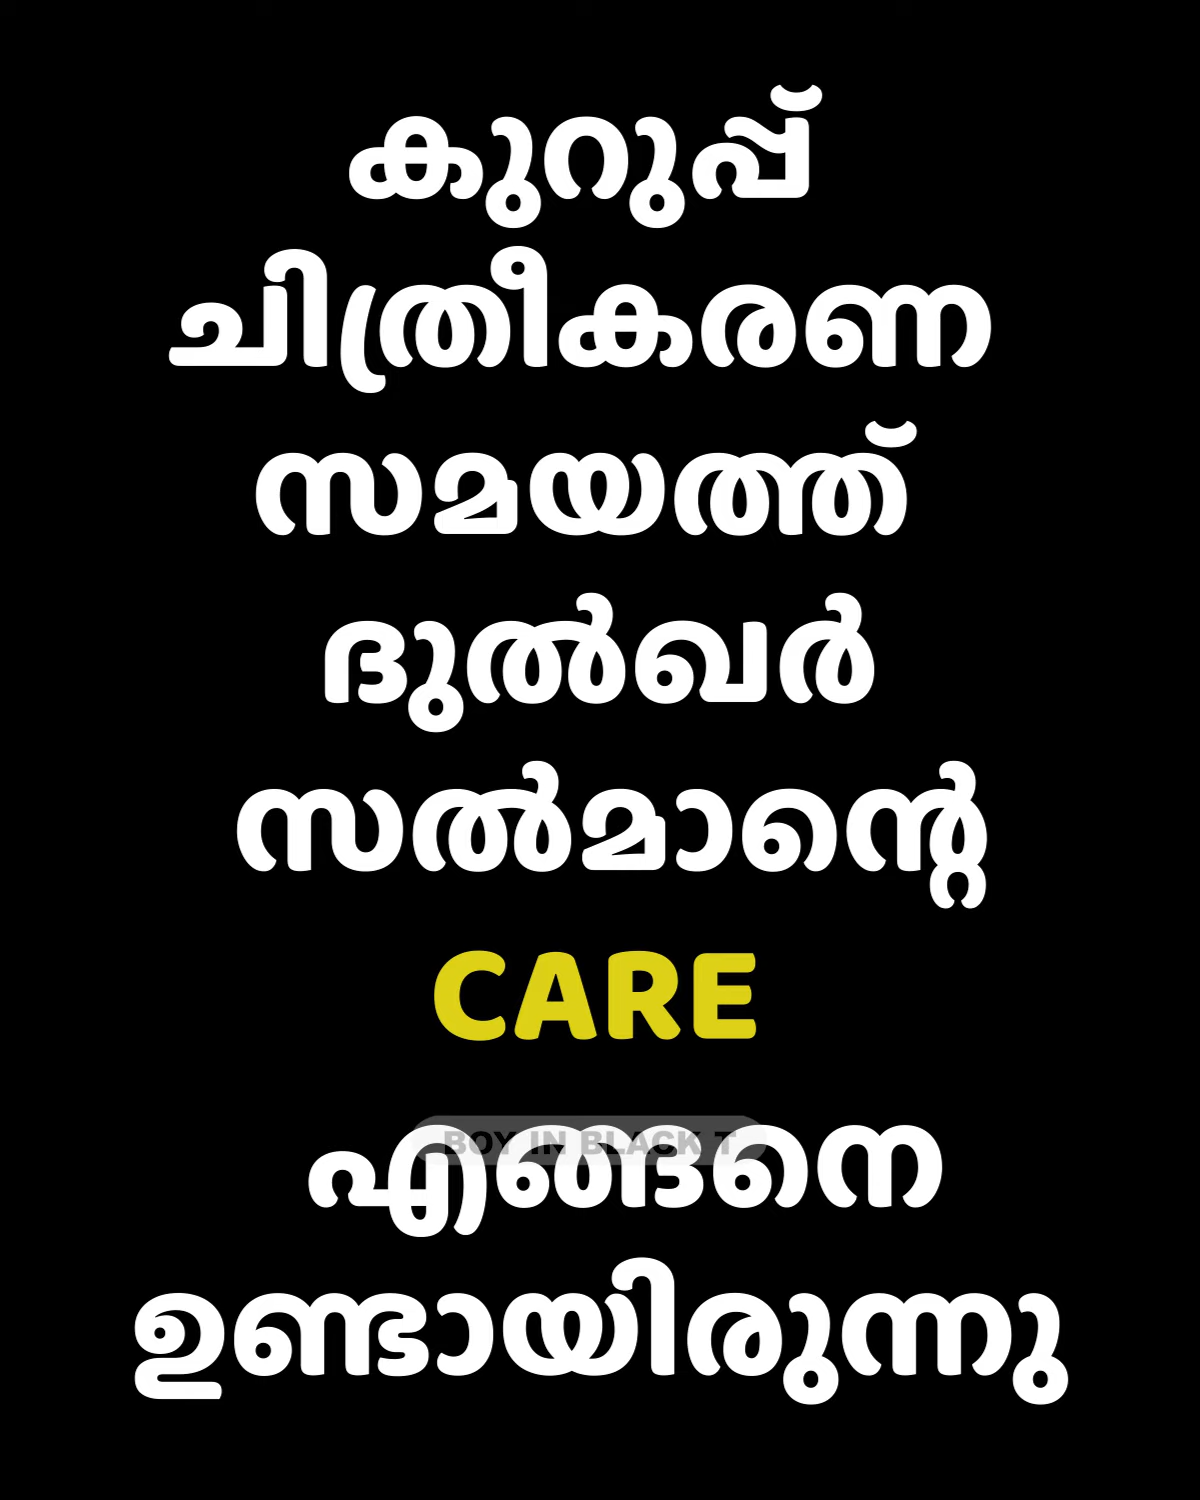 കുറുപ്പ്
ചിത്രീകരണ
സമയത്ത്
ദുൽഖർ
സൽമാന്റെ
CARE
BOY IN BLACK T
എങ്ങനെ
ഉണ്ടായിരുന്നു